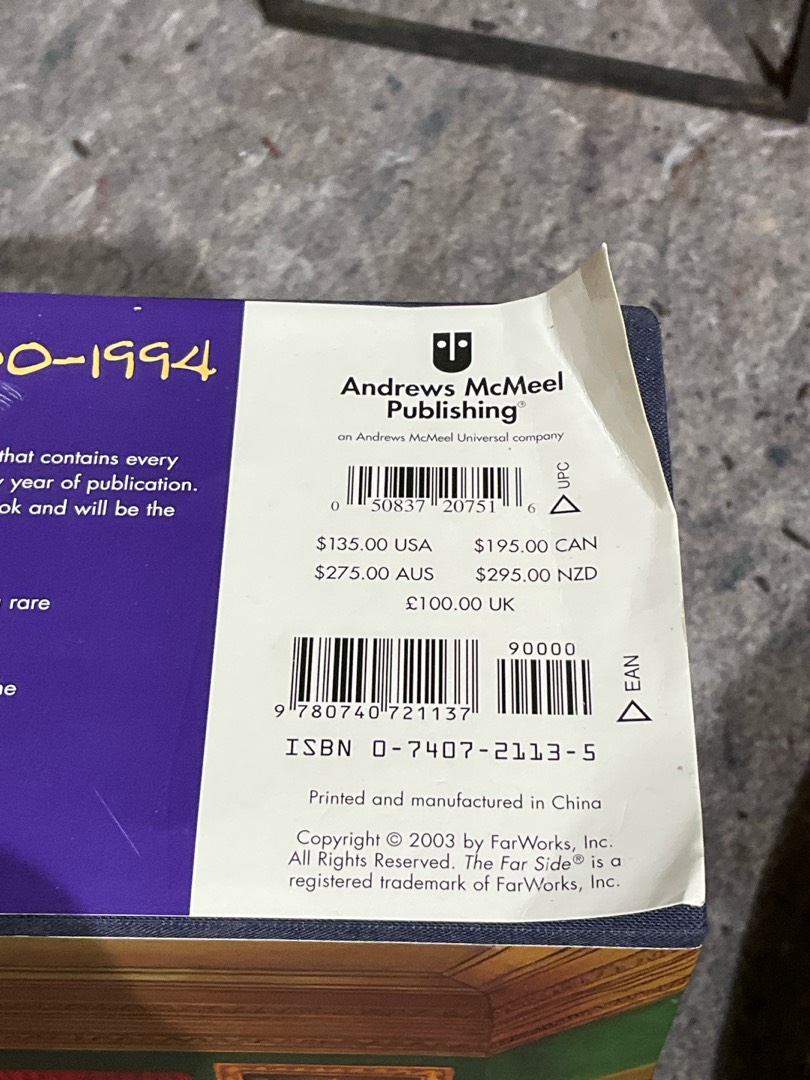 0-1994
that contains every
year of publication.
ok and will be the
rare
Andrews McMeel
Publishing®
an Andrews McMeel Universal company
UPC
0 50837 20751 6
$135.00 USA $195.00 CAN
$275.00 AUS $295.00 NZD
£100.00 UK
90000
EAN
9 780740 721137
ISBN 0-7407-2113-5
Printed and manufactured in China
Copyright © 2003 by FarWorks, Inc.
All Rights Reserved. The Far Side® is a
registered trademark of FarWorks, Inc.